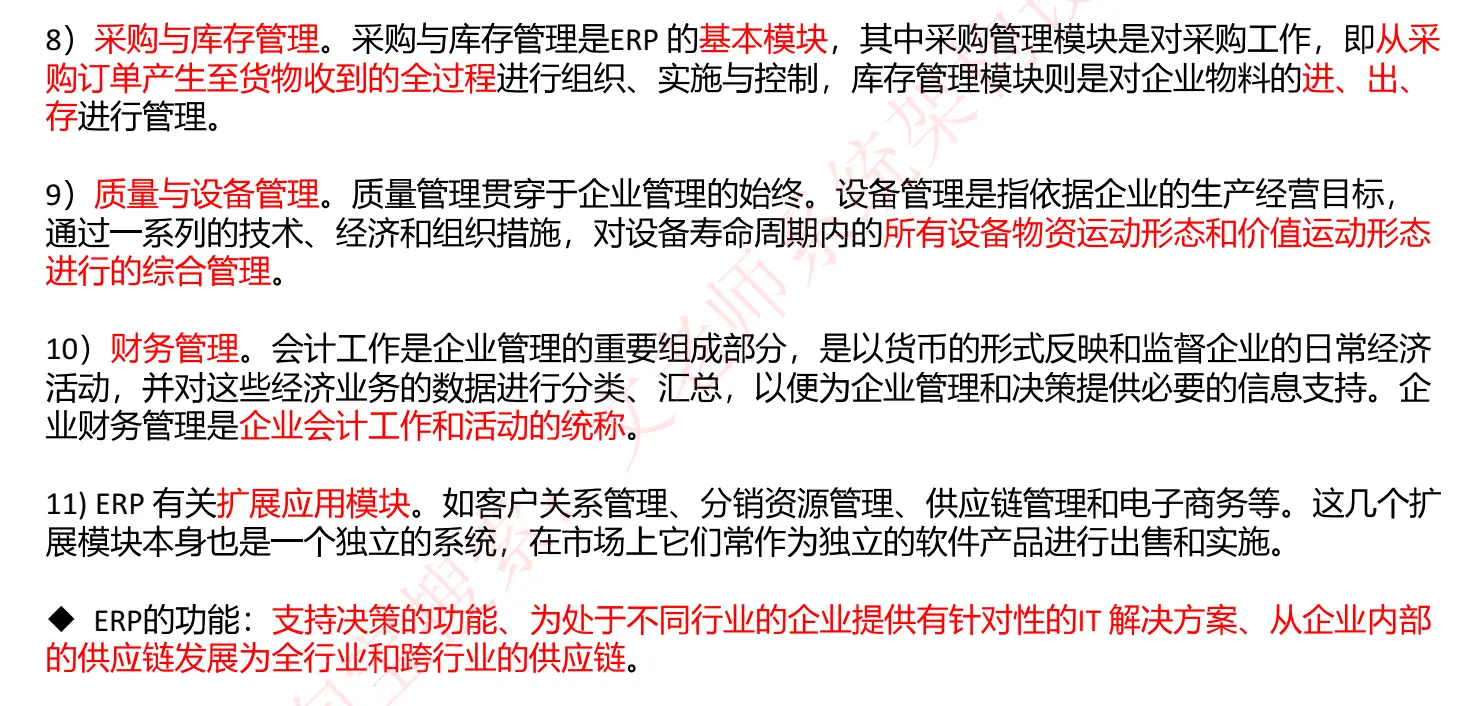 8）采购与库存管理。采购与库存管理是ERP 的基本模块，其中采购管理模块是对采购工作，即从采
购订单产生至货物收到的全过程进行组织、实施与控制，库存管理模块则是对企业物料的进、出、
存进行管理。
9）质量与设备管理。质量管理贯穿于企业管理的始终。设备管理是指依据企业的生产经营目标，
通过一系列的技术、经济和组织措施，对设备寿命周期内的所有设备物资运动形态和价值运动形态
进行的综合管理。
10）财务管理。会计工作是企业管理的重要组成部分，是以货币的形式反映和监督企业的日常经济
活动，并对这些经济业务的数据进行分类、汇总，以便为企业管理和决策提供必要的信息支持。企
业财务管理是企业会计工作和活动的统称。
11) ERP 有关扩展应用模块。如客户关系管理、分销资源管理、供应链管理和电子商务等。这几个扩
展模块本身也是一个独立的系统，在市场上它们常作为独立的软件产品进行出售和实施。
◆ ERP的功能：支持决策的功能、为处于不同行业的企业提供有针对性的IT 解决方案、从企业内部
的供应链发展为全行业和跨行业的供应链。
搜索：文老师系统架构